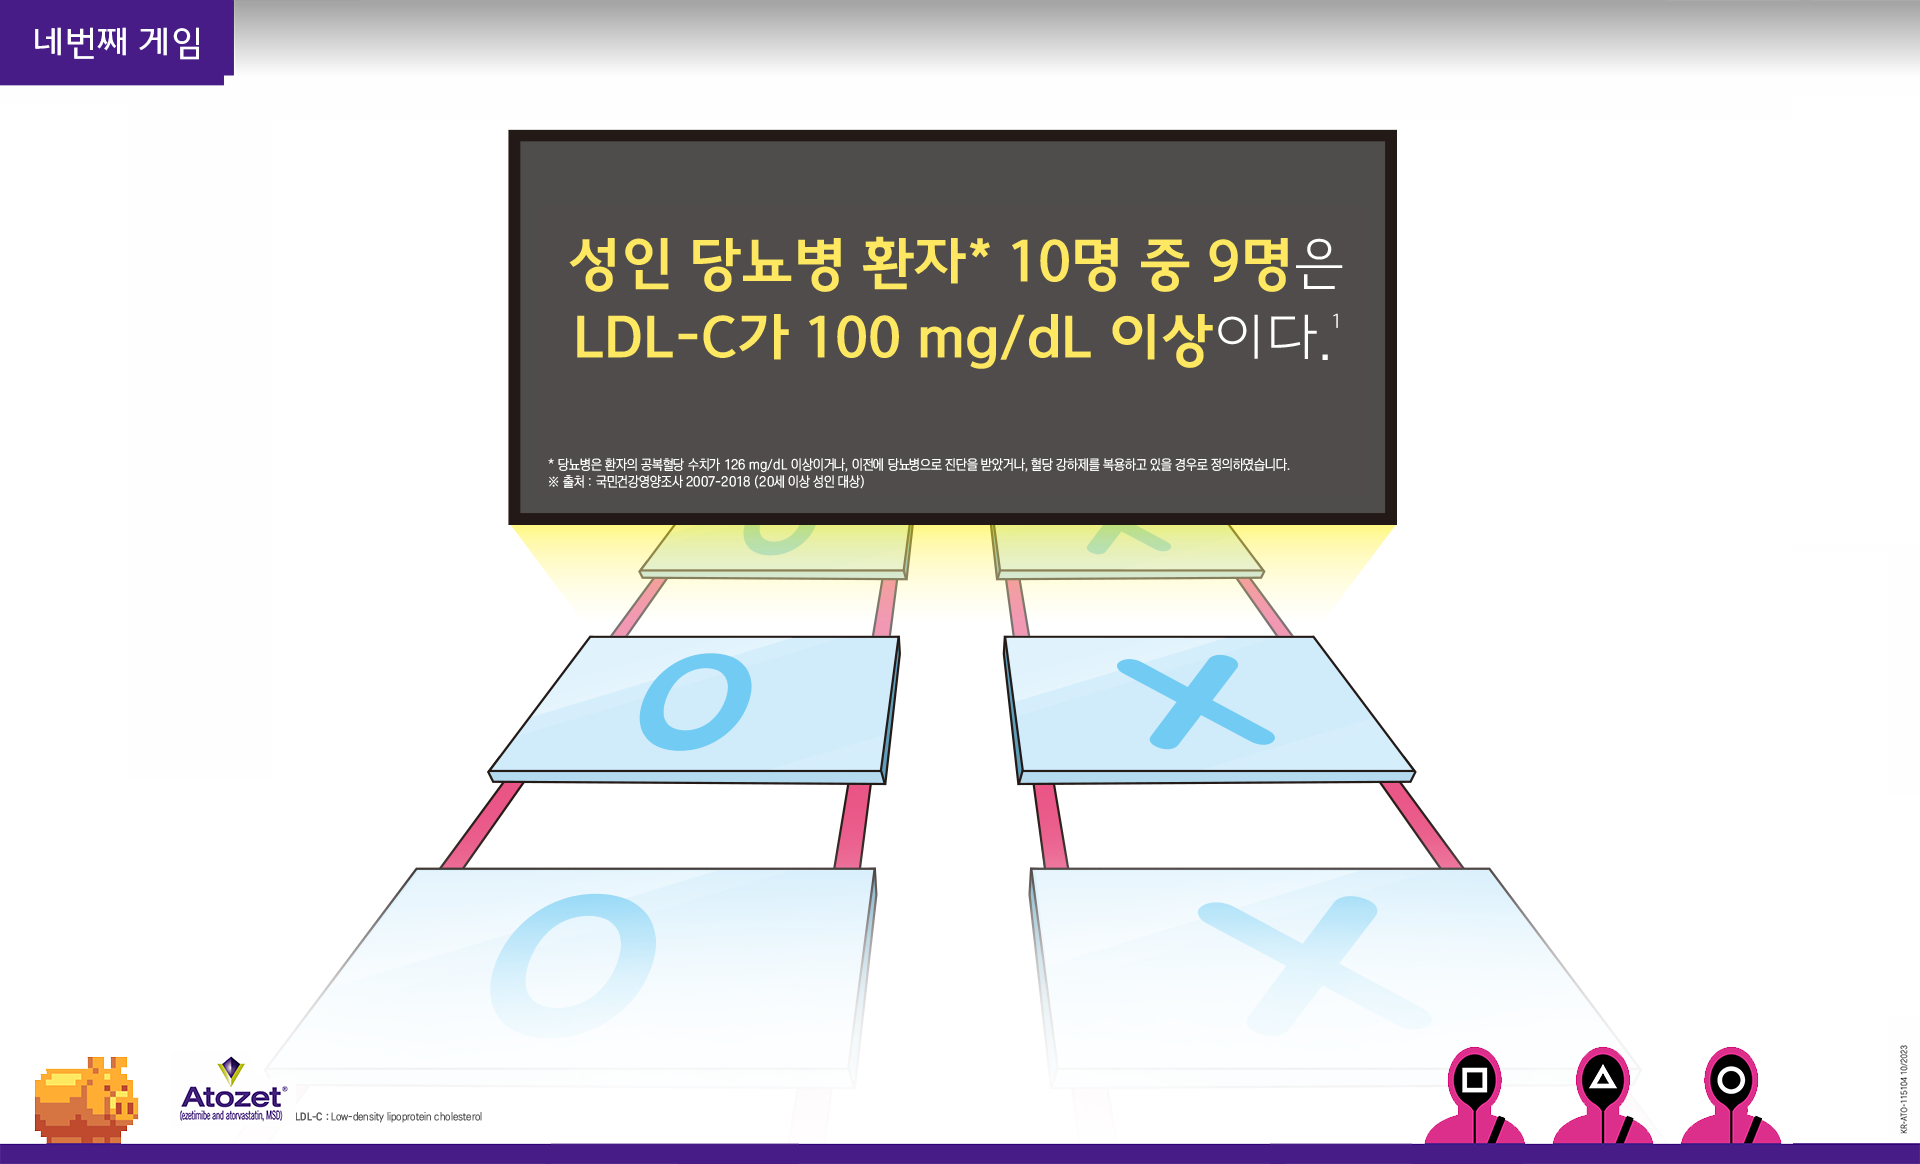 네번째 게임
성인 당뇨병 환자* 10명 중 9명은
LDL-C가 100 mg/dL 이상이다.1
* 당뇨병은 환자의 공복혈당 수치가 126 mg/dL 이상이거나, 이전에 당뇨병으로 진단을 받았거나, 혈당 강하제를 복용하고 있을 경우로 정의하였습니다.
※ 출처 : 국민건강영양조사 2007-2018 (20세 이상 성인 대상)
O X
O X
O X
Atozet®
(ezetimibe and atorvastatin, MSD)
LDL-C : Low-density lipoprotein cholesterol
KR-ATO-115104 10/2023